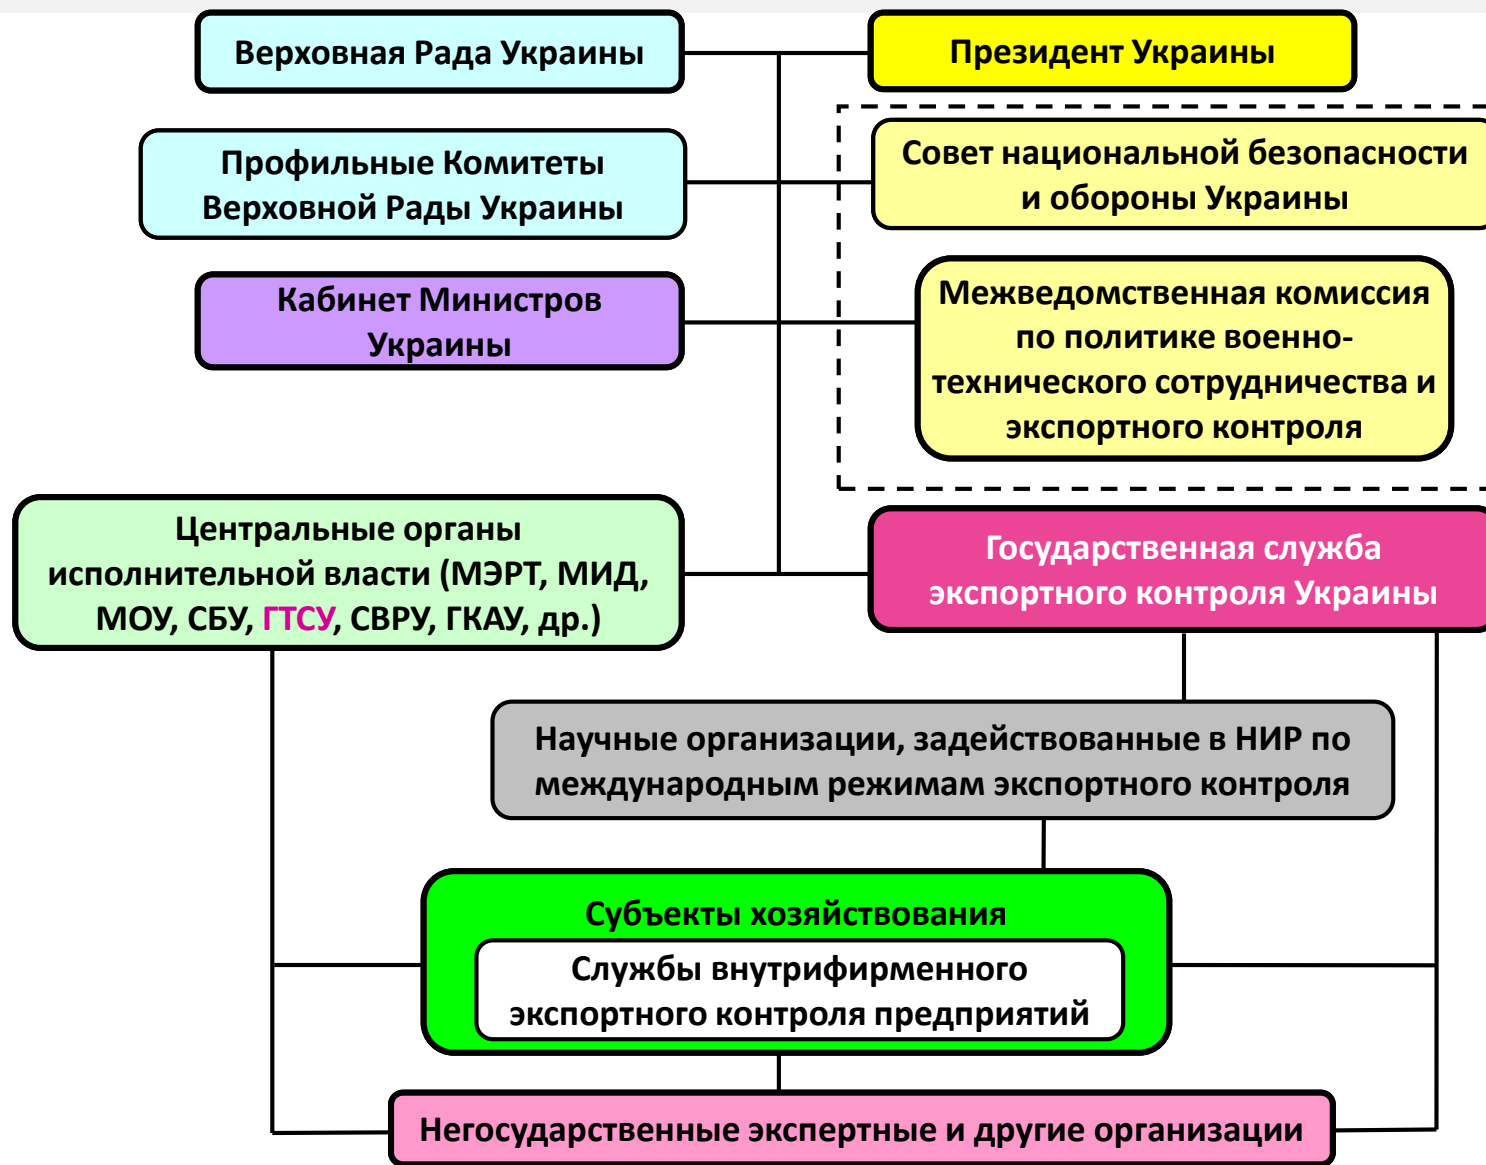 Верховная Рада Украины
Президент Украины
Профильные Комитеты
Верховной Рады Украины
Совет национальной безопасности
и обороны Украины
Кабинет Министров
Украины
Межведомственная комиссия
по политике военно-
технического сотрудничества и
экспортного контроля
Центральные органы
исполнительной власти (МЭРТ, МИД,
МОУ, СБУ, ГТСУ, СВРУ, ГКАУ, др.)
Государственная служба
экспортного контроля Украины
Научные организации, задействованные в НИР по
международным режимам экспортного контроля
Субъекты хозяйствования
Службы внутрифирменного
экспортного контроля предприятий
Негосударственные экспертные и другие организации